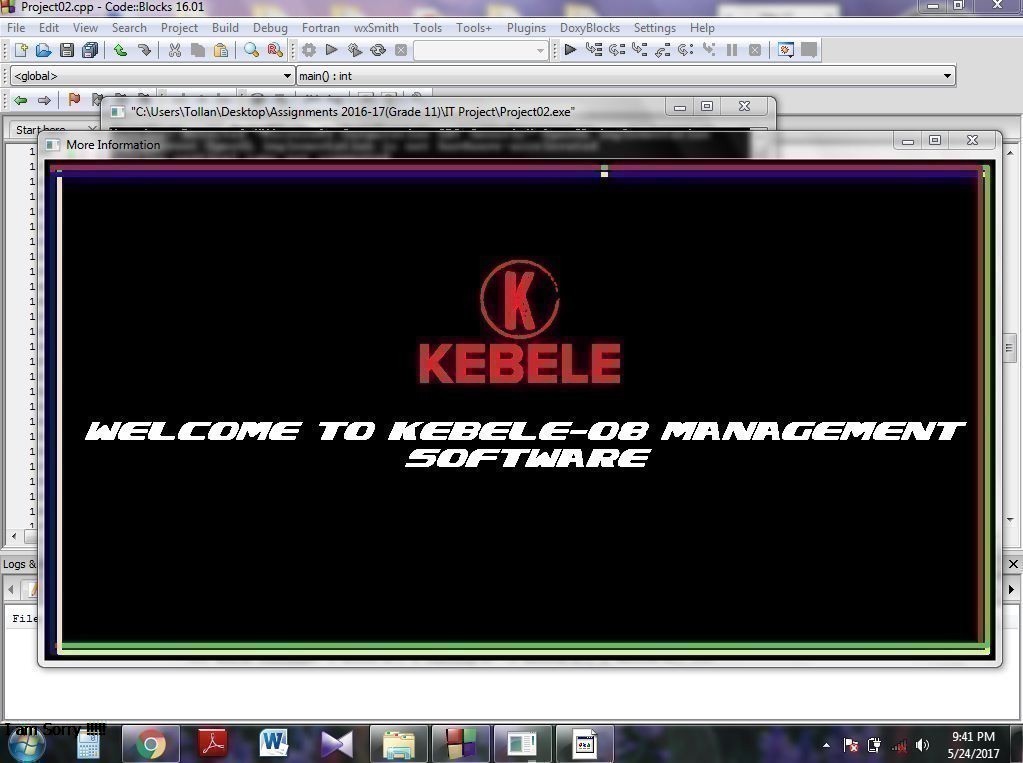 Project02.cpp - Code::Blocks 16.01
File Edit View Search Project Build Debug Fortran wxSmith Tools Tools+ Plugins DoxyBlocks Settings Help
<global>
main() : int
"C:\Users\Tollan\Desktop\Assignments 2016-17(Grade 11)\IT Project\Project02.exe"
Start here
More Information
K
KEBELE
WELCOME TO KEBELE-08 MANAGEMENT
SOFTWARE
Logs &
File
I am Sorry !!!!!
9:41 PM
5/24/2017